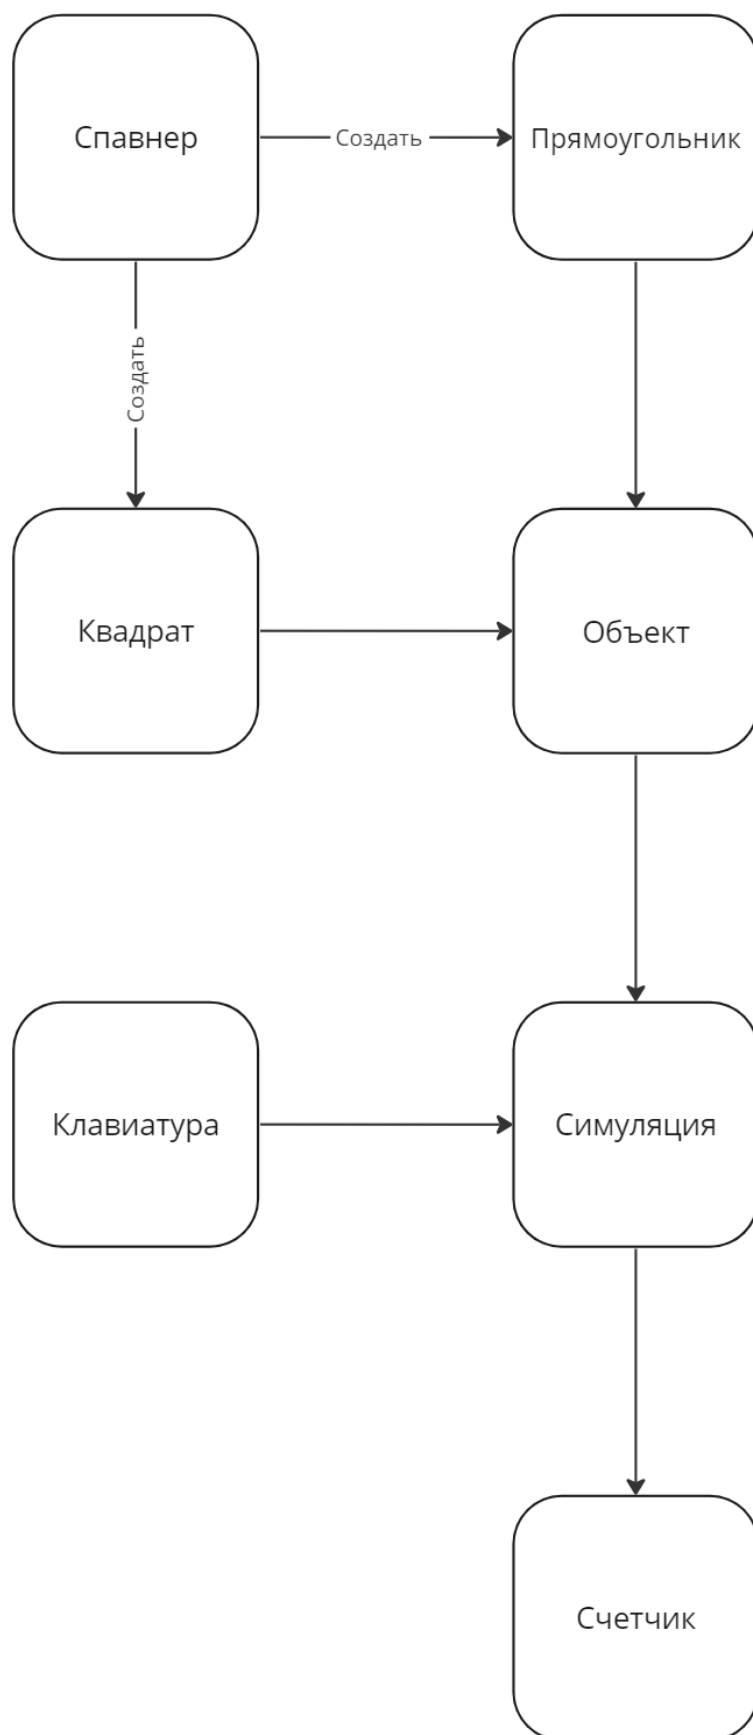 Спавнер
Создать
Прямоугольник
Создать
Квадрат
Объект
Клавиатура
Симуляция
Счетчик